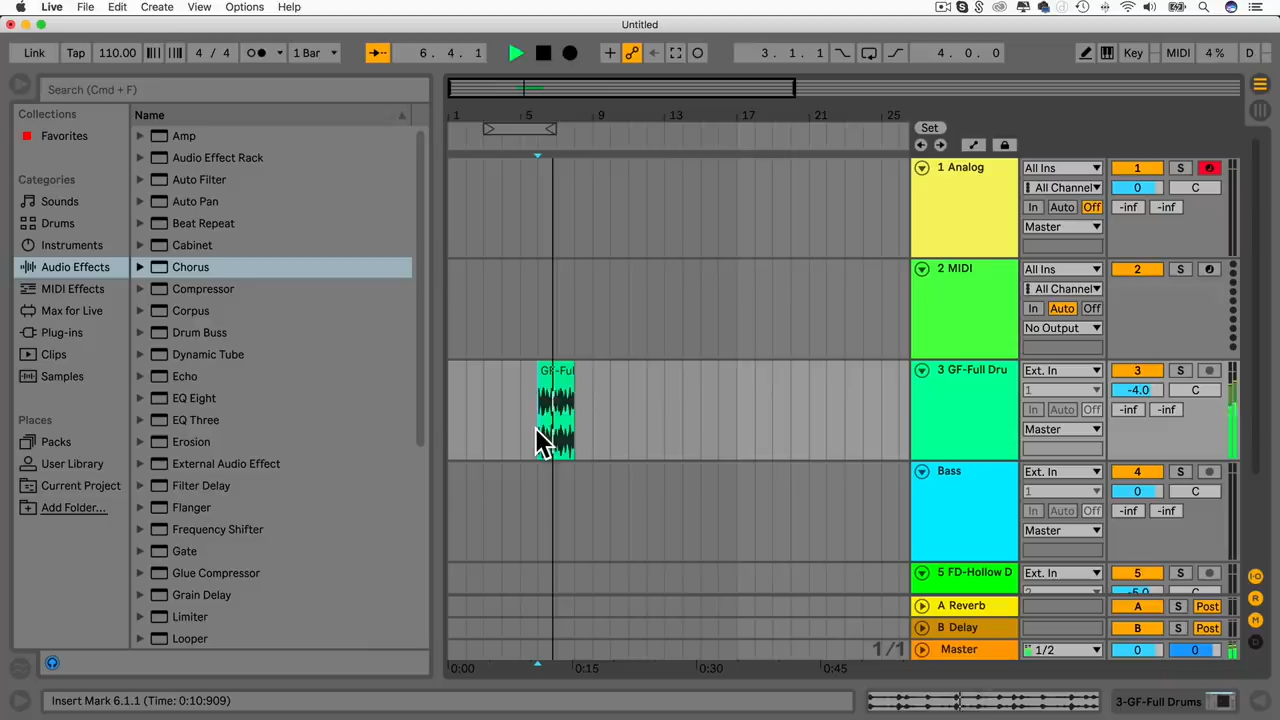 Live File Edit Create View Options Help
Untitled
Link Tap 110.00 4 / 4 1 Bar 6. 4. 1 3. 1. 1 4. 0. 0 Key MIDI 4 % D
Search (Cmd + F)
Collections
Favorites
Categories
Sounds
Drums
Instruments
Audio Effects
MIDI Effects
Max for Live
Plug-ins
Clips
Samples
Places
Packs
User Library
Current Project
Add Folder...
Name
Amp
Audio Effect Rack
Auto Filter
Auto Pan
Beat Repeat
Cabinet
Chorus
Compressor
Corpus
Drum Buss
Dynamic Tube
Echo
EQ Eight
EQ Three
Erosion
External Audio Effect
Filter Delay
Flanger
Frequency Shifter
Gate
Glue Compressor
Grain Delay
Limiter
Looper
1 5 9 13 17 21 25
Set
GF-Ful
1 Analog All Ins 1 S
All Channel 0 C
In Auto Off -inf -inf
Master
2 MIDI All Ins 2 S
All Channel
In Auto Off
No Output
3 GF-Full Dru Ext. In 3 S
1 -4.0 C
In Auto Off -inf -inf
Master
Bass Ext. In 4 S
1 0 C
In Auto Off -inf -inf
Master
5 FD-Hollow D Ext. In 5 S
A Reverb A S Post
B Delay B S Post
1/1 Master 1/2 0 0
0:00 0:15 0:30 0:45
I-O
R
M
D
Insert Mark 6.1.1 (Time: 0:10:909) 3-GF-Full Drums